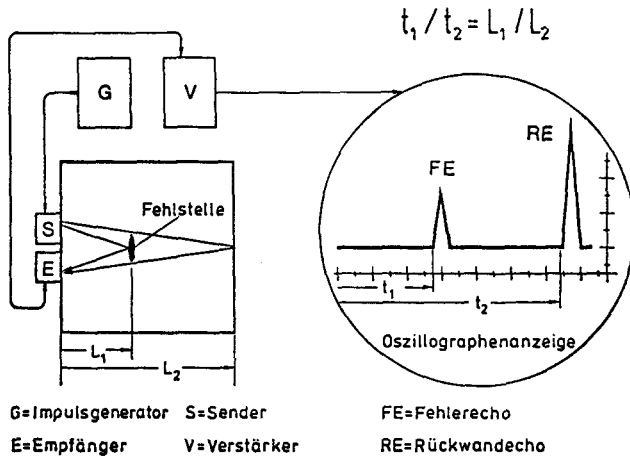 t₁ / t₂ = L₁ / L₂
G
V
RE
FE
Fehlstelle
S
E
t₁
t₂
L₁
Oszillographenanzeige
L₂
G=Impulsgenerator S=Sender FE=Fehlerecho
E=Empfänger V=Verstärker RE=Rückwandecho